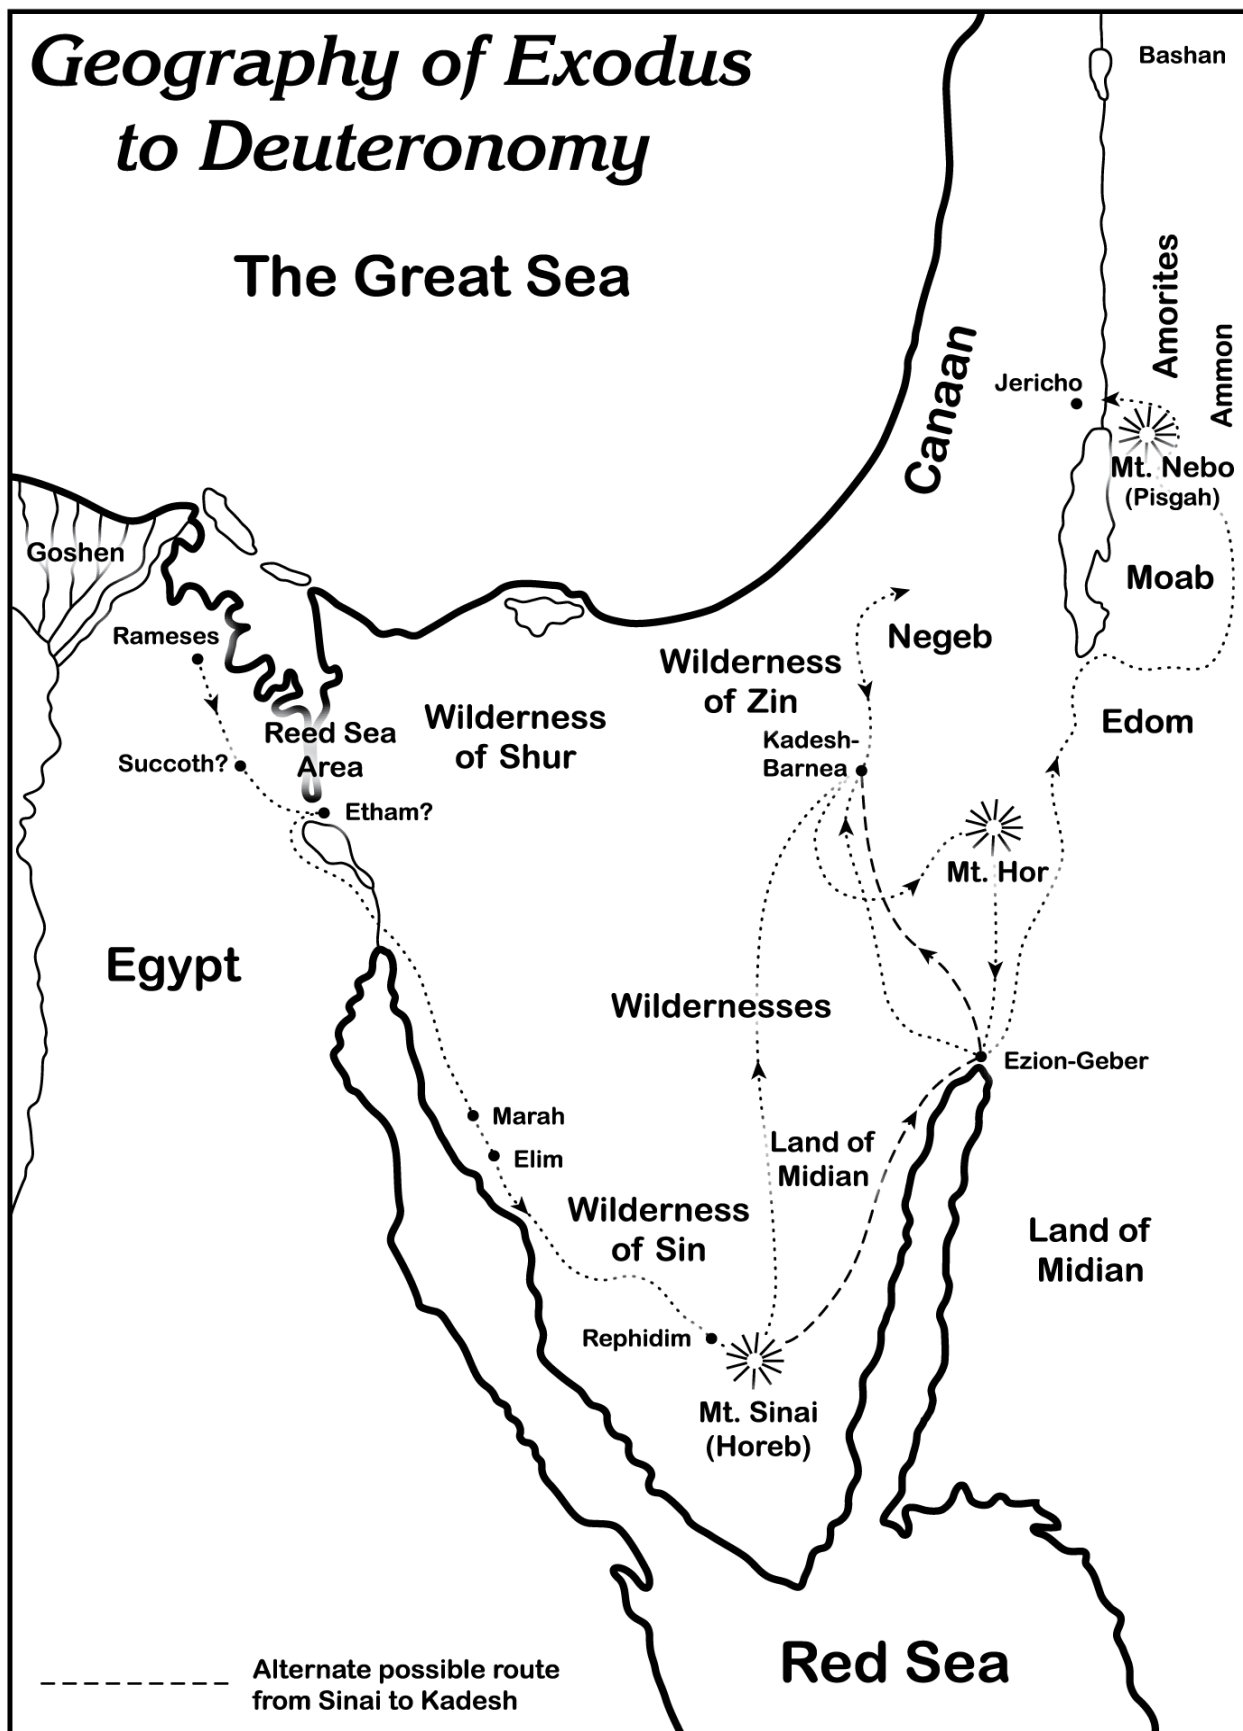 Geography of Exodus
to Deuteronomy
The Great Sea
Bashan
Amorites
Ammon
Canaan
Jericho
Mt. Nebo
(Pisgah)
Goshen
Moab
Rameses
Negeb
Wilderness
of Zin
Wilderness
of Shur
Reed Sea
Area
Edom
Kadesh-
Barnea
Succoth?
Etham?
Mt. Hor
Egypt
Wildernesses
Ezion-Geber
Marah
Elim
Land of
Midian
Wilderness
of Sin
Land of
Midian
Rephidim
Mt. Sinai
(Horeb)
Red Sea
Alternate possible route
from Sinai to Kadesh